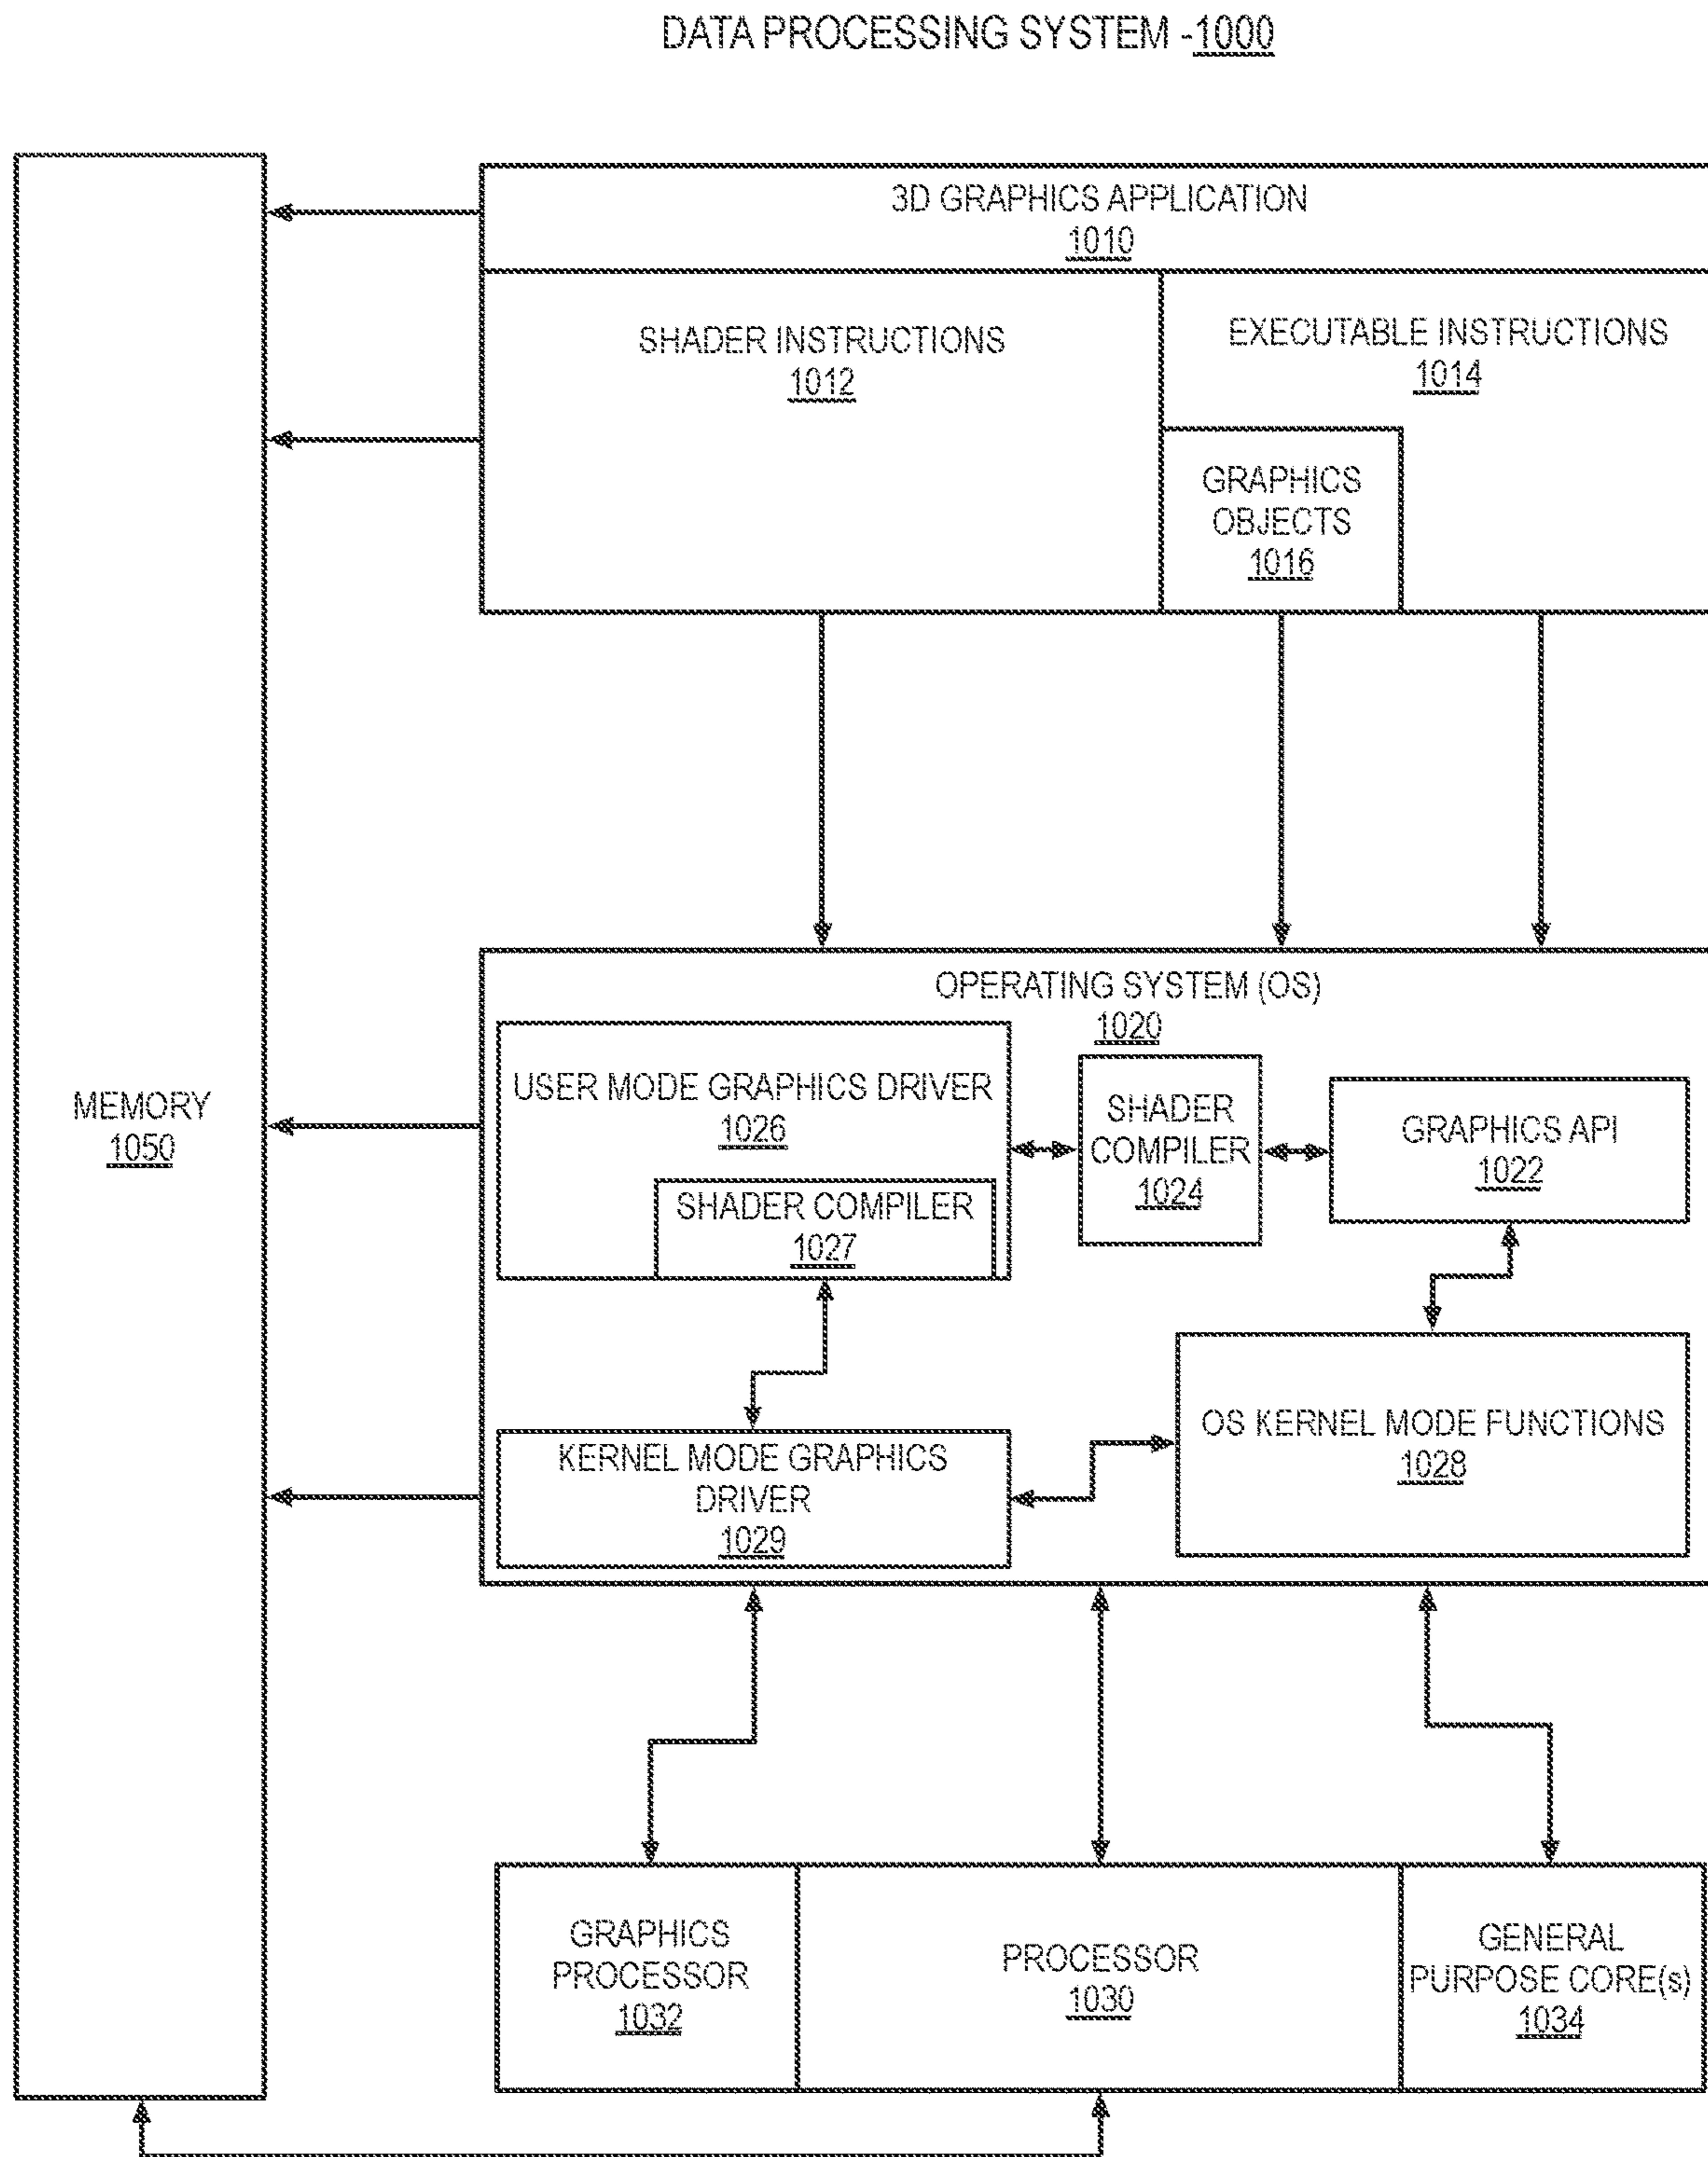 DATA PROCESSING SYSTEM -1000
3D GRAPHICS APPLICATION
1010
SHADER INSTRUCTIONS
1012
EXECUTABLE INSTRUCTIONS
1014
GRAPHICS
OBJECTS
1016
OPERATING SYSTEM (OS)
1020
USER MODE GRAPHICS DRIVER
1026
SHADER COMPILER
1027
SHADER
COMPILER
1024
GRAPHICS API
1022
MEMORY
1050
KERNEL MODE GRAPHICS
DRIVER
1029
OS KERNEL MODE FUNCTIONS
1028
GRAPHICS
PROCESSOR
1032
PROCESSOR
1030
GENERAL
PURPOSE CORE(s)
1034